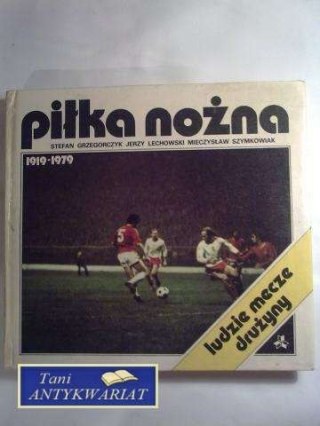 piłka nożna
STEFAN GRZEGORCZYK JERZY LECHOWSKI MIECZYSŁAW SZYMKOWIAK
1919-1979
ludzie mecze
drużyny
Tani
ANTYKWARIAT